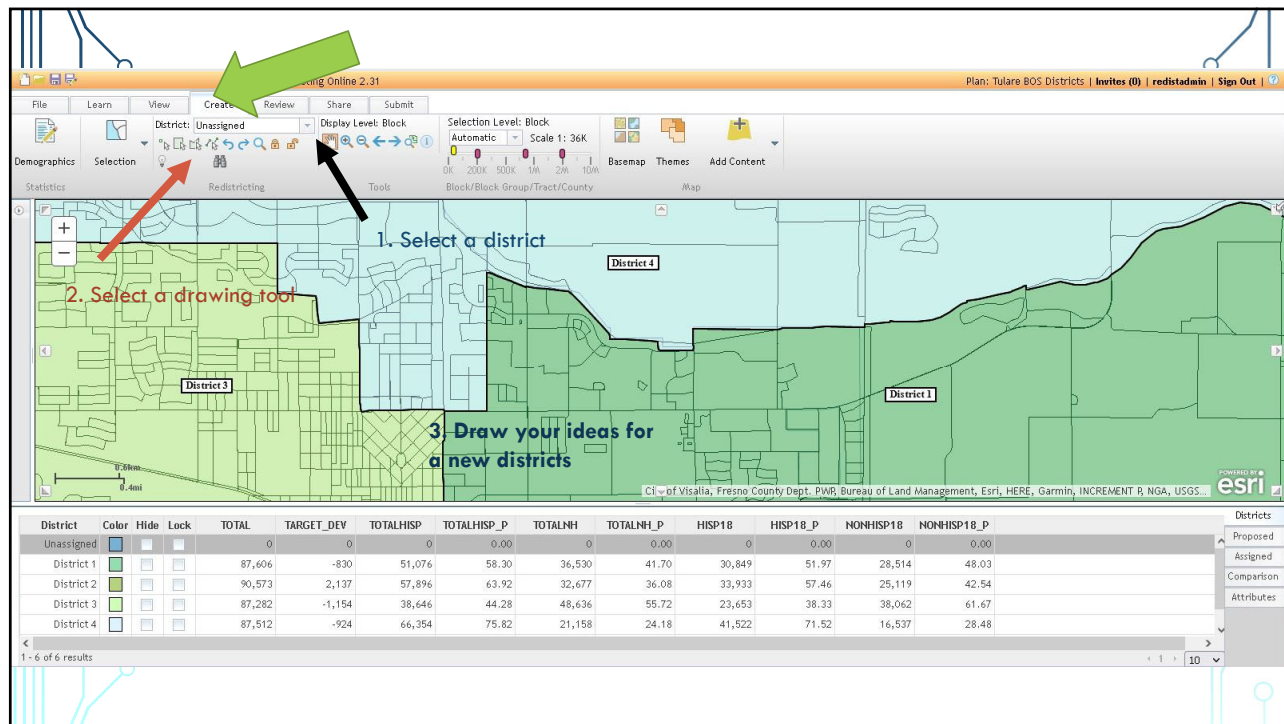 ting Online 2.31
Plan: Tulare BOS Districts | Invites (0) | redistadmin | Sign Out | ?
File Learn View Create Review Share Submit
District: Unassigned
Display Level: Block
Selection Level: Block
Automatic Scale 1: 36K
0K 200K 500K 1M 2M 10M
Demographics Selection Basemap Themes Add Content
Statistics Redistricting Tools Block/Block Group/Tract/County Map
+
−
1. Select a district
District 4
2. Select a drawing tool
District 3
District 1
3. Draw your ideas for
a new districts
0.6km
0.4mi
POWERED BY
esri
City of Visalia, Fresno County Dept. PWP, Bureau of Land Management, Esri, HERE, Garmin, INCREMENT P, NGA, USGS...
District Color Hide Lock TOTAL TARGET_DEV TOTALHISP TOTALHISP_P TOTALNH TOTALNH_P HISP18 HISP18_P NONHISP18 NONHISP18_P
Unassigned 0 0 0 0.00 0 0.00 0 0.00 0 0.00
District 1 87,606 -830 51,076 58.30 36,530 41.70 30,849 51.97 28,514 48.03
District 2 90,573 2,137 57,896 63.92 32,677 36.08 33,933 57.46 25,119 42.54
District 3 87,282 -1,154 38,646 44.28 48,636 55.72 23,653 38.33 38,062 61.67
District 4 87,512 -924 66,354 75.82 21,158 24.18 41,522 71.52 16,537 28.48
Districts
Proposed
Assigned
Comparison
Attributes
1 - 6 of 6 results
1
10